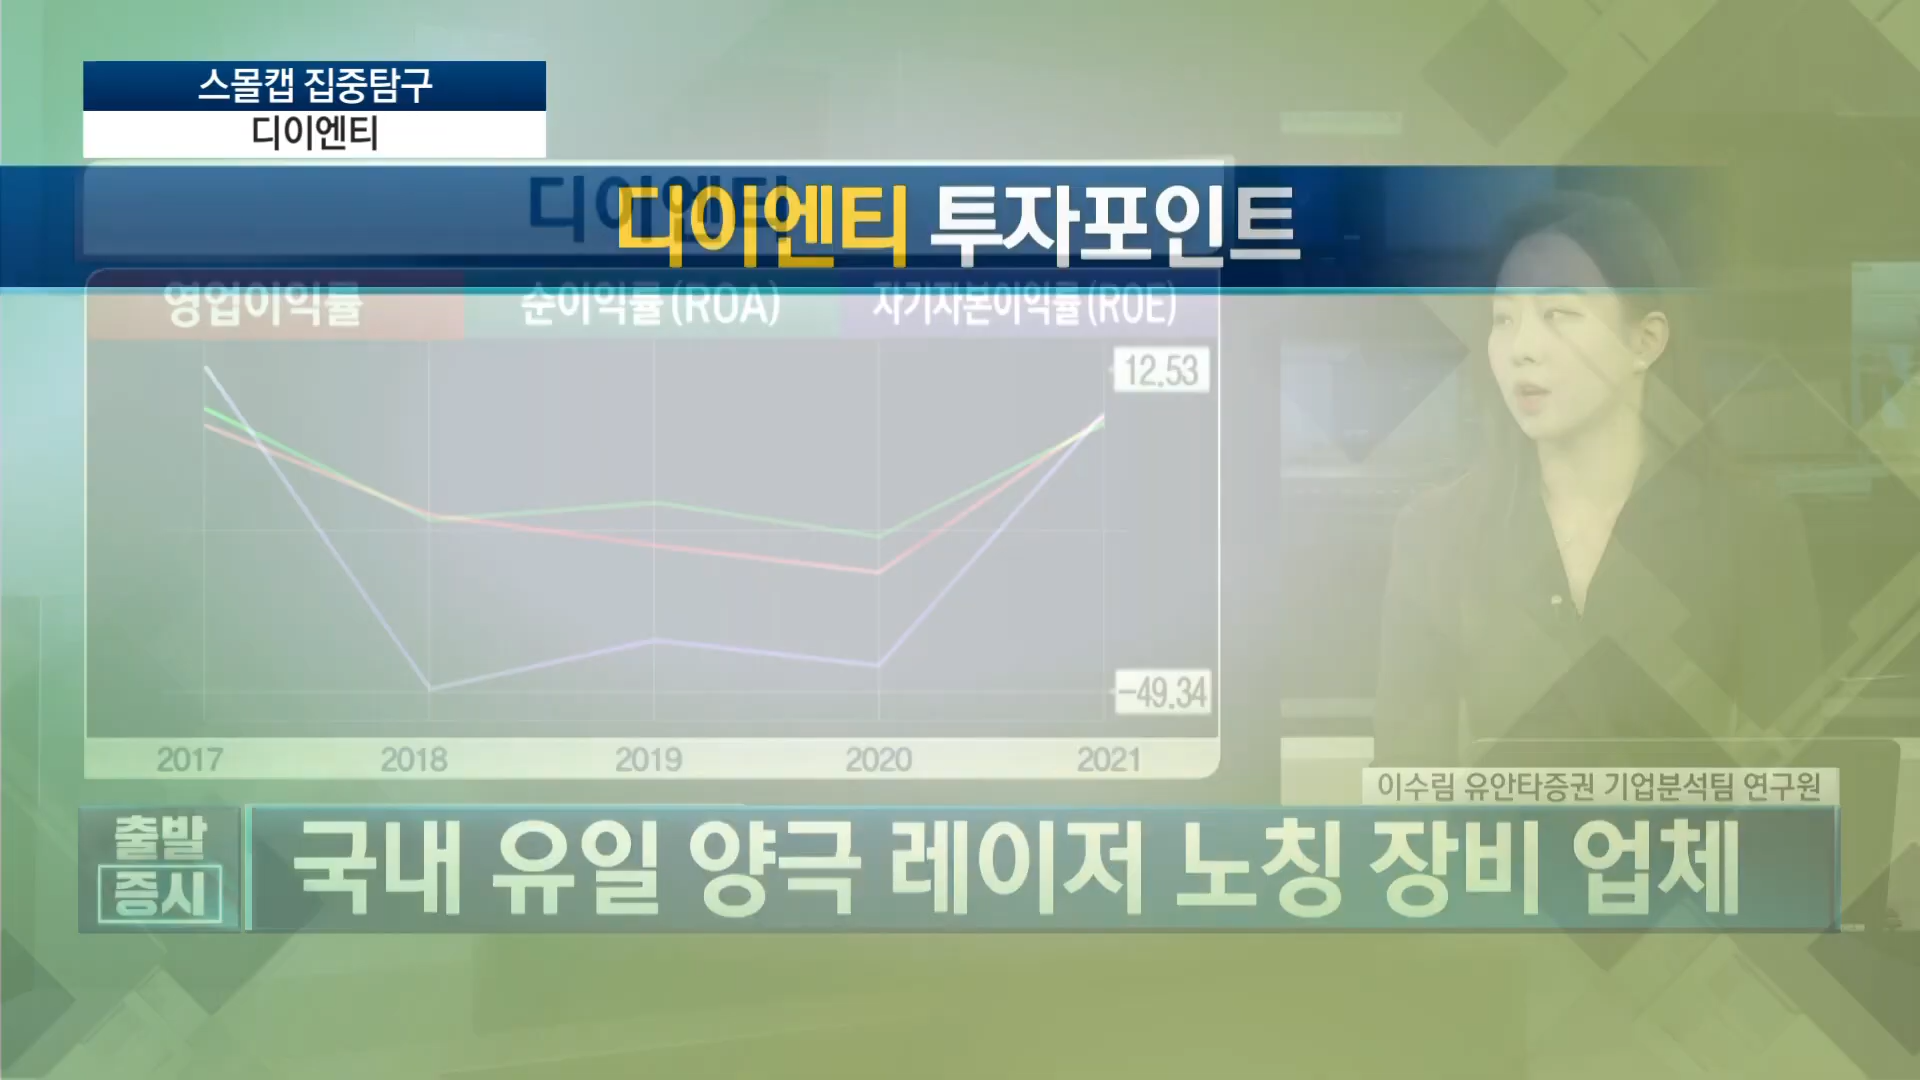 스몰캡 집중탐구
디이엔티
디이엔티
디이엔티 투자포인트
영업이익률 순이익률(ROA) 자기자본이익률(ROE)
12.53
-49.34
2017 2018 2019 2020 2021
이수림 유안타증권 기업분석팀 연구원
출발
증시
국내 유일 양극 레이저 노칭 장비 업체